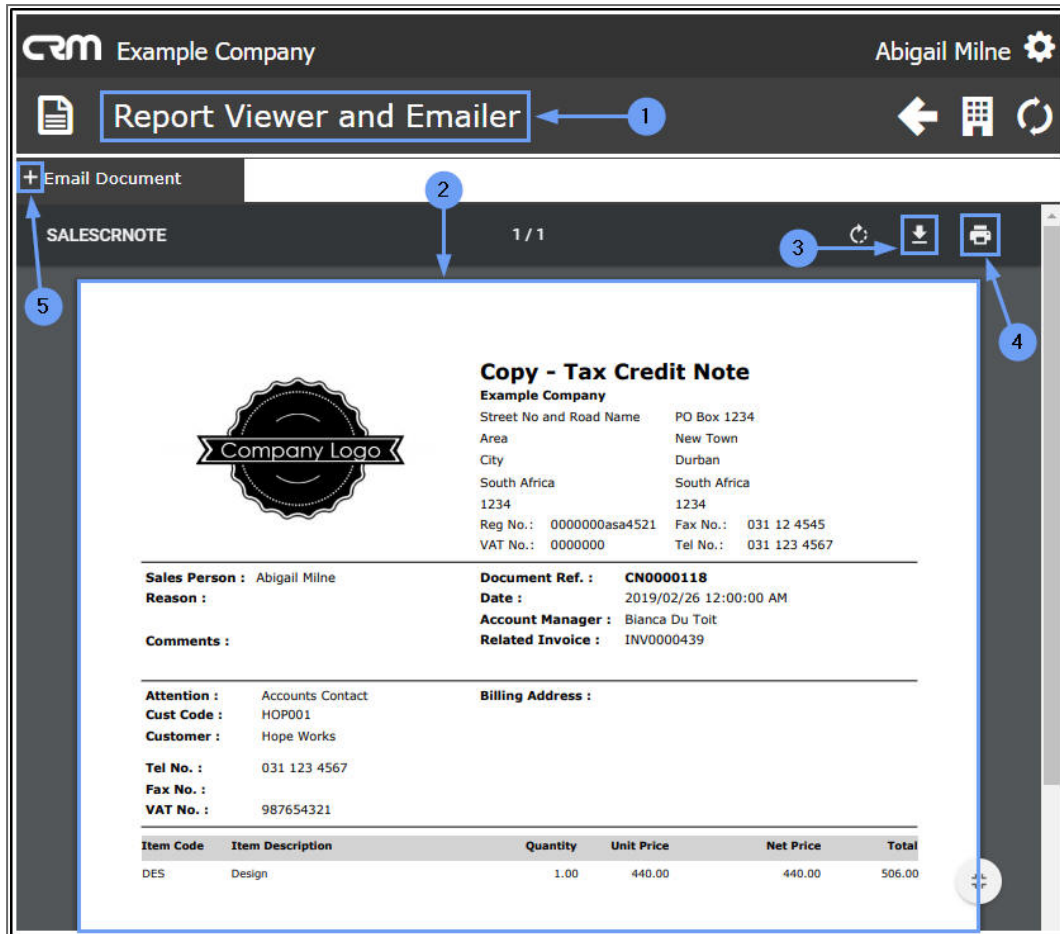 CRM Example Company Abigail Milne
Report Viewer and Emailer 1
+ Email Document
2
SALESCRNOTE 1 / 1
3
5
4
Copy - Tax Credit Note
Example Company
Street No and Road Name PO Box 1234
Area New Town
Company Logo
City Durban
South Africa South Africa
1234 1234
Reg No.: 0000000asa4521 Fax No.: 031 12 4545
VAT No.: 0000000 Tel No.: 031 123 4567
Sales Person : Abigail Milne Document Ref. : CN0000118
Reason : Date : 2019/02/26 12:00:00 AM
Account Manager : Bianca Du Toit
Comments : Related Invoice : INV0000439
Attention : Accounts Contact Billing Address :
Cust Code : HOP001
Customer : Hope Works
Tel No. : 031 123 4567
Fax No. :
VAT No. : 987654321
Item Code Item Description Quantity Unit Price Net Price Total
DES Design 1.00 440.00 440.00 506.00